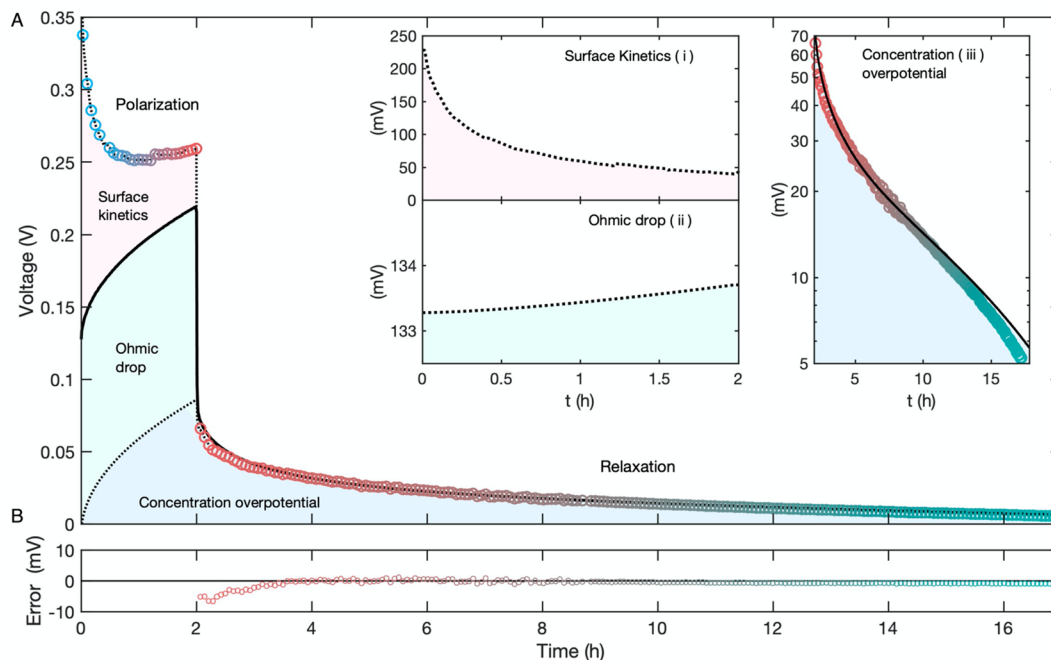 A
0.35
0.3
0.25
0.2
0.15
0.1
0.05
0
Voltage (V)
Polarization
Surface
kinetics
Ohmic
drop
Concentration overpotential
Relaxation
250
200
150
100
50
0
(mV)
Surface Kinetics ( i )
134
133
(mV)
Ohmic drop ( ii )
0
0.5
1
1.5
2
t (h)
70
60
50
40
30
20
10
5
(mV)
Concentration ( iii )
overpotential
5
10
15
t (h)
B
10
0
-10
Error (mV)
0
2
4
6
8
10
12
14
16
Time (h)